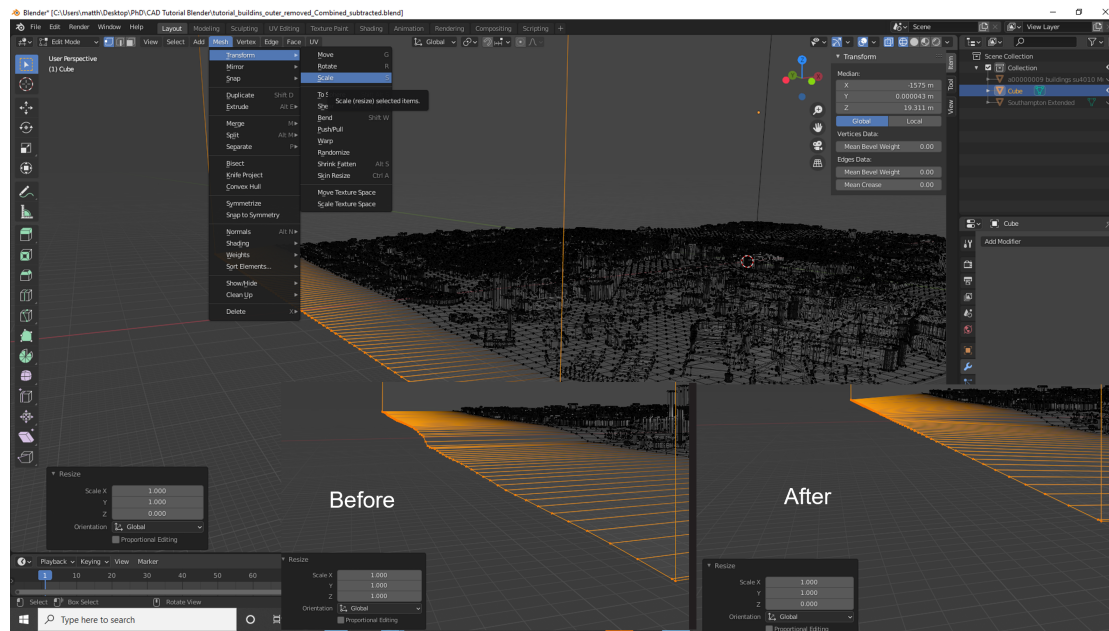 Blender* [C:\Users\matth\Desktop\PhD\CAD Tutorial Blender\tutorial_buildins_outer_removed_Combined_subtracted.blend]
File Edit Render Window Help Layout Modeling Sculpting UV Editing Texture Paint Shading Animation Rendering Compositing Scripting + Scene View Layer
Edit Mode View Select Add Mesh Vertex Edge Face UV Global
User Perspective
(1) Cube
Transform
Mirror
Snap
Duplicate Shift D
Extrude Alt E
Merge M
Split Alt M
Separate P
Bisect
Knife Project
Convex Hull
Symmetrize
Snap to Symmetry
Normals Alt N
Shading
Weights
Sort Elements...
Show/Hide
Clean Up
Delete X
Move G
Rotate R
Scale S
To S
She
Bend Shift W
Push/Pull
Warp
Randomize
Shrink Fatten Alt S
Skin Resize Ctrl A
Move Texture Space
Scale Texture Space
Scale (resize) selected items.
Transform
Median:
X -1575 m
Y 0.000043 m
Z 19.311 m
Global Local
Vertices Data:
Mean Bevel Weight 0.00
Edges Data:
Mean Bevel Weight 0.00
Mean Crease 0.00
Item
Tool
View
X
Y
Z
Scene Collection
Collection
a00000009 buildings su4010 M
Cube
Southampton Extended
Cube
Add Modifier
Resize
Scale X 1.000
Y 1.000
Z 0.000
Orientation Global
Proportional Editing
Before
After
Resize
Scale X 1.000
Y 1.000
Z 1.000
Orientation Global
Proportional Editing
Resize
Scale X 1.000
Y 1.000
Z 0.000
Orientation Global
Proportional Editing
Playback Keying View Marker
1 10 20 30 40 50 60
Select Box Select Rotate View
Type here to search